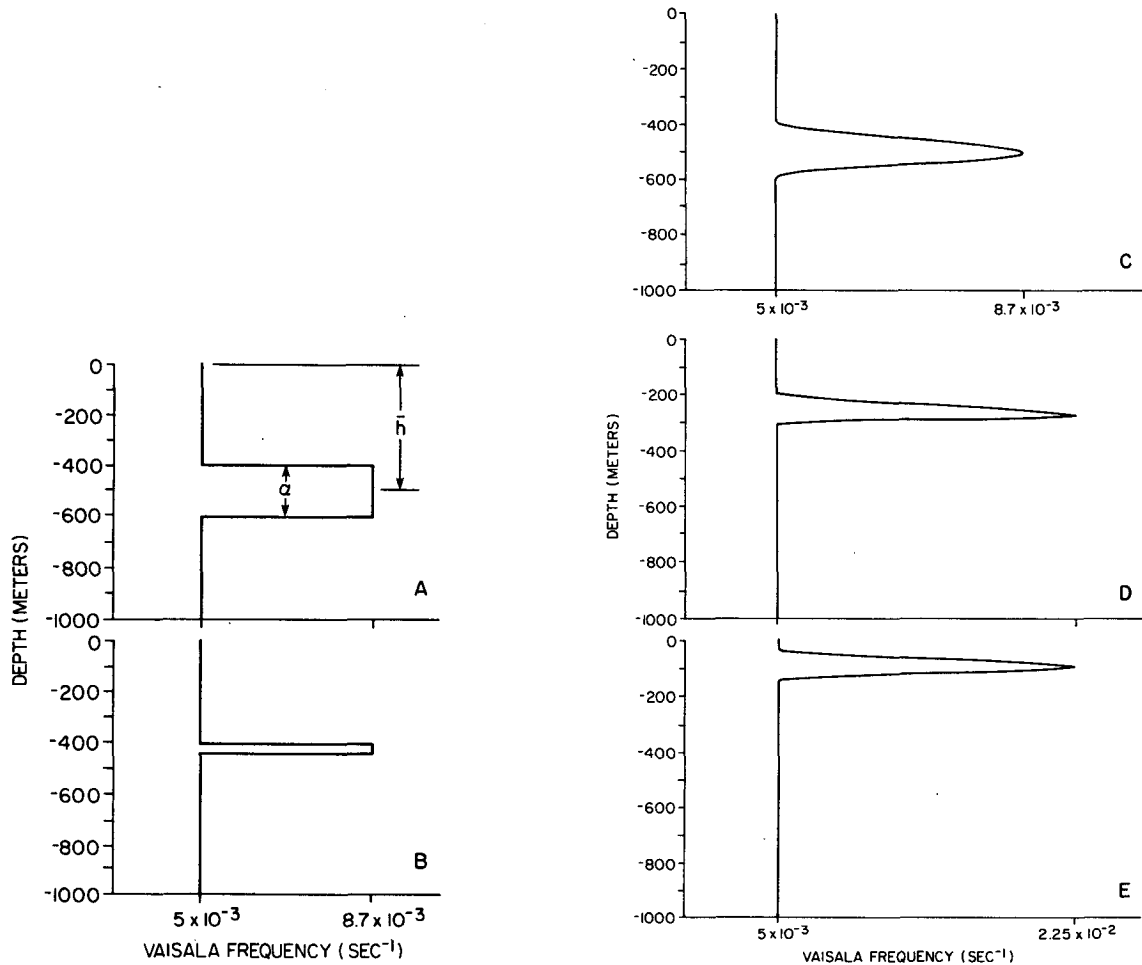 0
-200
-400
-600
-800
-1000
h̄
α
A
0
-200
-400
-600
-800
-1000
B
5 x 10⁻³
8.7 x 10⁻³
VAISALA FREQUENCY (SEC⁻¹)
DEPTH (METERS)
0
-200
-400
-600
-800
-1000
C
5 x 10⁻³
8.7 x 10⁻³
0
-200
-400
-600
-800
-1000
D
DEPTH (METERS)
0
-200
-400
-600
-800
-1000
E
5 x 10⁻³
2.25 x 10⁻²
VAISALA FREQUENCY (SEC⁻¹)